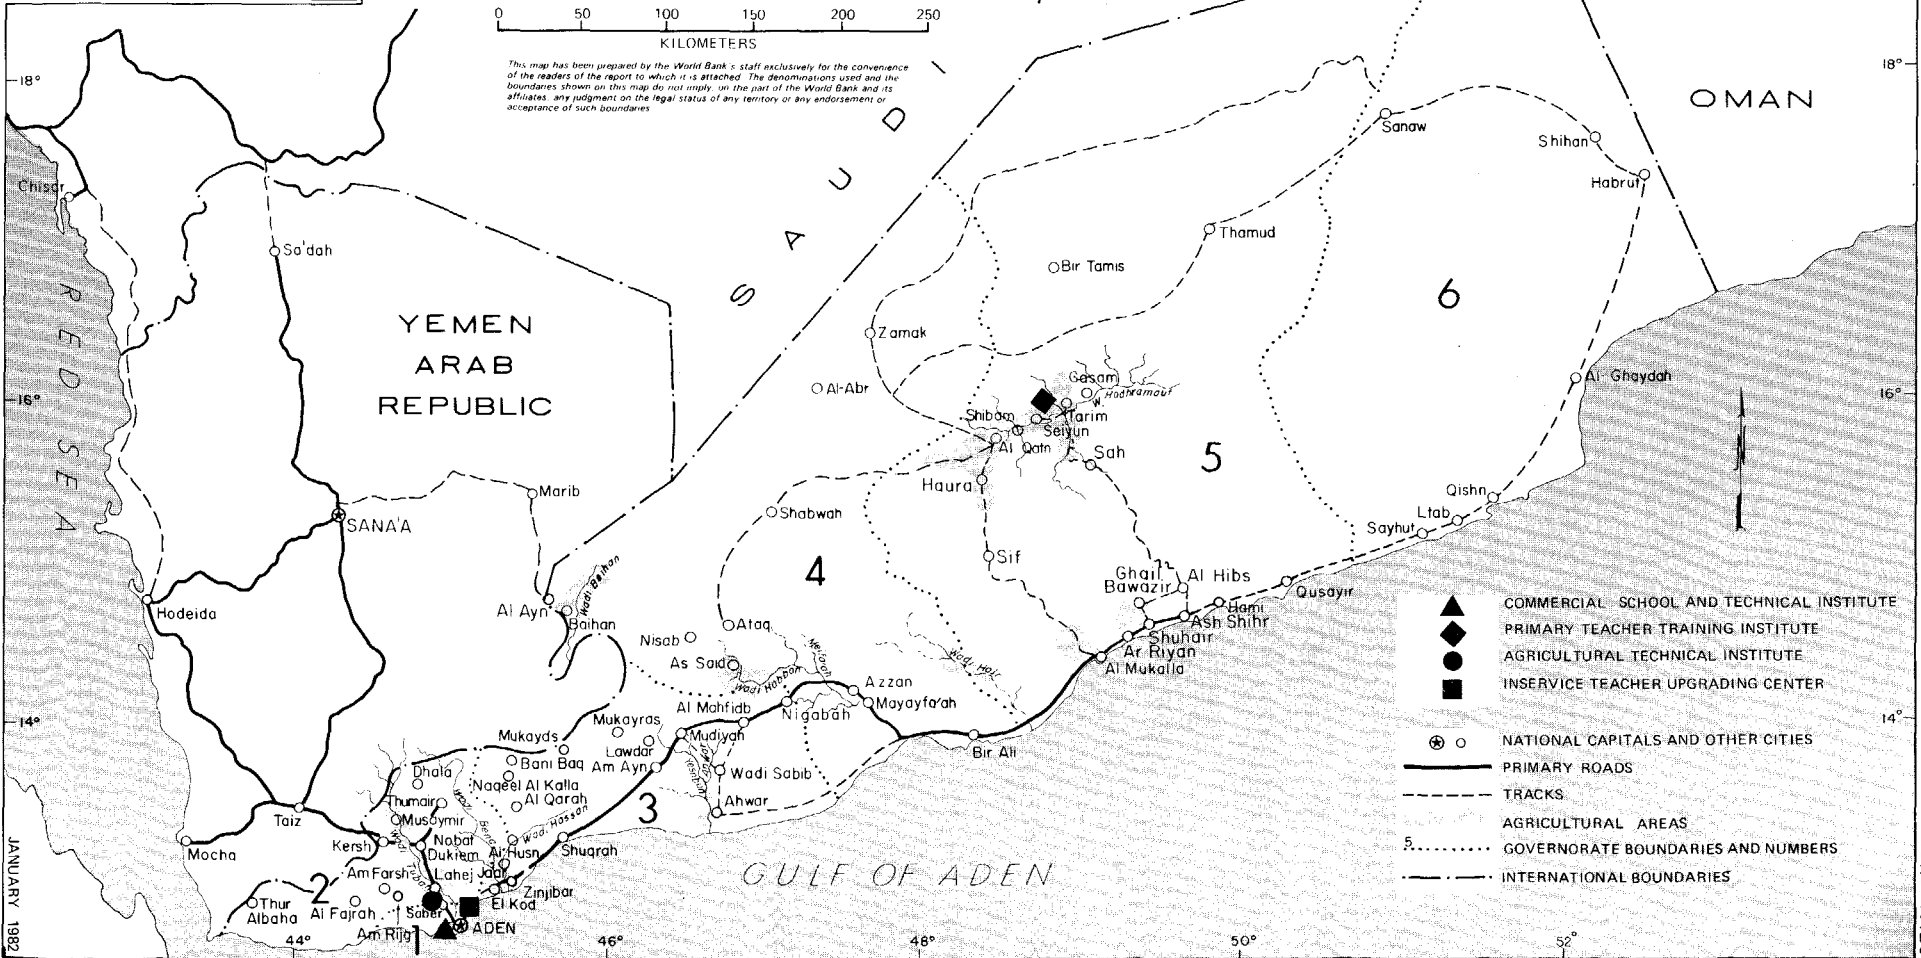 0 50 100 150 200 250
KILOMETERS
This map has been prepared by the World Bank's staff exclusively for the convenience
of the readers of the report to which it is attached. The denominations used and the
boundaries shown on this map do not imply, on the part of the World Bank and its
affiliates, any judgment on the legal status of any territory or any endorsement or
acceptance of such boundaries
18°
18°
OMAN
SAUDI
Sanaw
Shihan
Habrut
Chisar
Sa'dah
Thamud
Bir Tamis
RED SEA
YEMEN
ARAB
REPUBLIC
6
Zamak
Al-Abr
Gasam
W. Hadhramout
Al Ghaydah
16°
16°
Shibam
Tarim
Seiyun
Al Qatn
Sah
5
Haura
Marib
Qishn
Ltab
Sayhut
SANA'A
Shabwah
Sif
4
Ghail
Bawazir
Al Hibs
Qusayir
Hodeida
Al Ayn
Wadi Baihan
Baihan
Hami
Ash Shihr
Shuhair
Ar Riyan
Al Mukalla
Nisab
Ataq
As Said
Wadi Habban
Wadi Hajr
Azzan
Mayayfa'ah
Al Mahfidb
Nigabah
14°
14°
Mukayras
Mudiyah
Bir Ali
Mukayds
Lawdar
Bani Baq
Am Ayn
Wadi Sabib
Dhala
Naqeel Al Kalla
Al Qarah
Ahwar
Thumair
Wadi Hassan
3
Taiz
Musaymir
Nobat
Dukiem
Al Husn
Shuqrah
Mocha
Kersh
Wadi Tuban
Am Farsh
Lahej
Jaar
Zinjibar
2
GULF OF ADEN
Thur
Albaha
Al Fajrah
Saber
El Kod
Am Rijg
1
ADEN
44°
46°
48°
50°
52°
JANUARY 1982
COMMERCIAL SCHOOL AND TECHNICAL INSTITUTE
PRIMARY TEACHER TRAINING INSTITUTE
AGRICULTURAL TECHNICAL INSTITUTE
INSERVICE TEACHER UPGRADING CENTER
NATIONAL CAPITALS AND OTHER CITIES
PRIMARY ROADS
TRACKS
AGRICULTURAL AREAS
5 GOVERNORATE BOUNDARIES AND NUMBERS
INTERNATIONAL BOUNDARIES